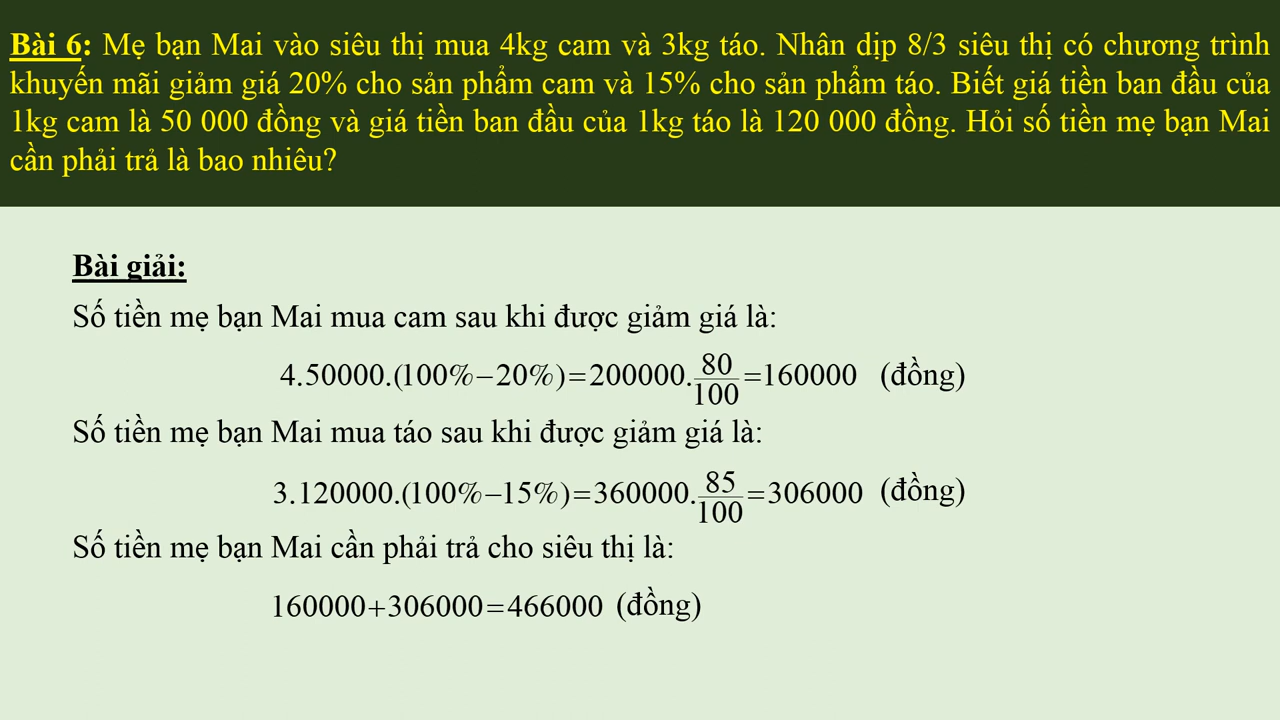 Bài 6: Mẹ bạn Mai vào siêu thị mua 4kg cam và 3kg táo. Nhân dịp 8/3 siêu thị có chương trình
khuyến mãi giảm giá 20% cho sản phẩm cam và 15% cho sản phẩm táo. Biết giá tiền ban đầu của
1kg cam là 50 000 đồng và giá tiền ban đầu của 1kg táo là 120 000 đồng. Hỏi số tiền mẹ bạn Mai
cần phải trả là bao nhiêu?
Bài giải:
Số tiền mẹ bạn Mai mua cam sau khi được giảm giá là:
4.50000.(100%−20%)=200000.80/100=160000 (đồng)
Số tiền mẹ bạn Mai mua táo sau khi được giảm giá là:
3.120000.(100%−15%)=360000.85/100=306000 (đồng)
Số tiền mẹ bạn Mai cần phải trả cho siêu thị là:
160000+306000=466000 (đồng)